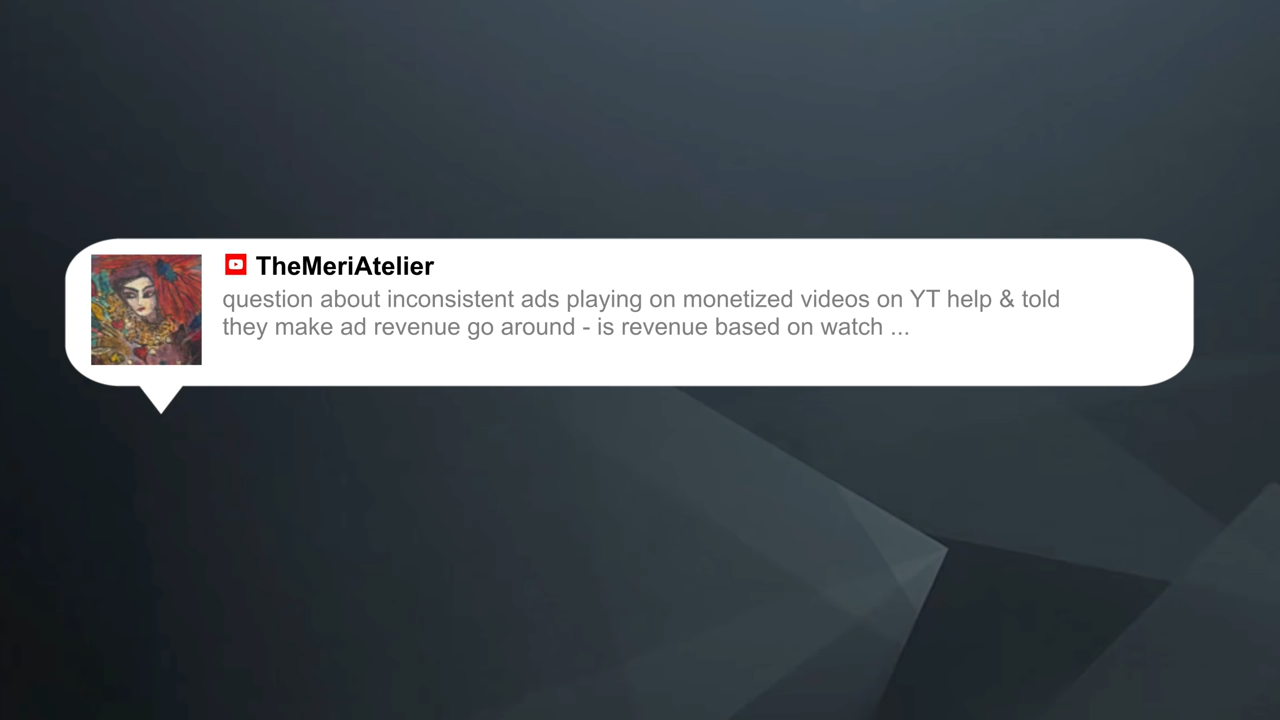 TheMeriAtelier
question about inconsistent ads playing on monetized videos on YT help & told
they make ad revenue go around - is revenue based on watch ...